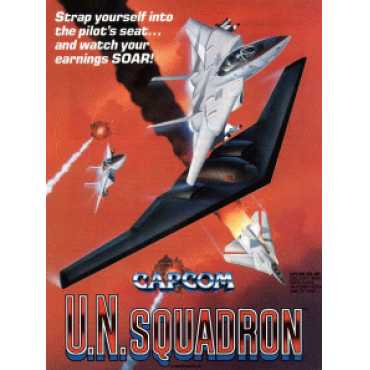 Strap yourself into
the pilot's seat...
and watch your
earnings SOAR!
CAPCOM
U.N. SQUADRON